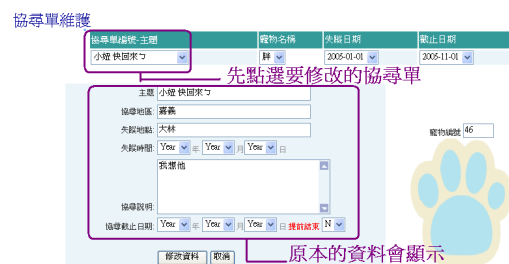 協尋單維護
協尋單編號-主題 寵物名稱 失蹤日期 截止日期
小妞 快回來ㄅ 胖 2005-01-01 2005-11-01
先點選要修改的協尋單
主題 小妞 快回來ㄅ
協尋地區: 嘉義
失蹤地點: 大林
寵物編號 46
失蹤時間: Year 年 Year 月 Year 日
我想他
協尋說明:
協尋截止日期: Year 年 Year 月 Year 日 提前結束 N
修改資料 取消
原本的資料會顯示